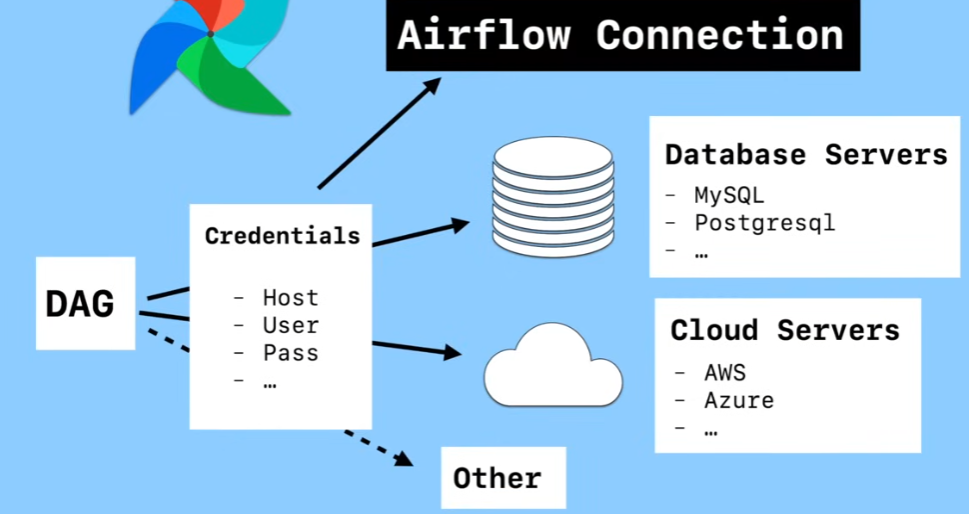 Airflow Connection
Database Servers
- MySQL
- Postgresql
- …
Credentials
- Host
- User
- Pass
- …
DAG
Cloud Servers
- AWS
- Azure
- …
Other